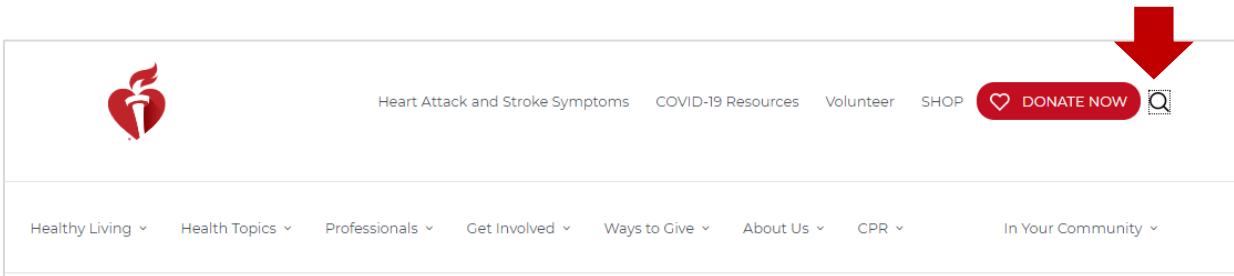 Heart Attack and Stroke Symptoms COVID-19 Resources Volunteer SHOP DONATE NOW
Healthy Living Health Topics Professionals Get Involved Ways to Give About Us CPR In Your Community